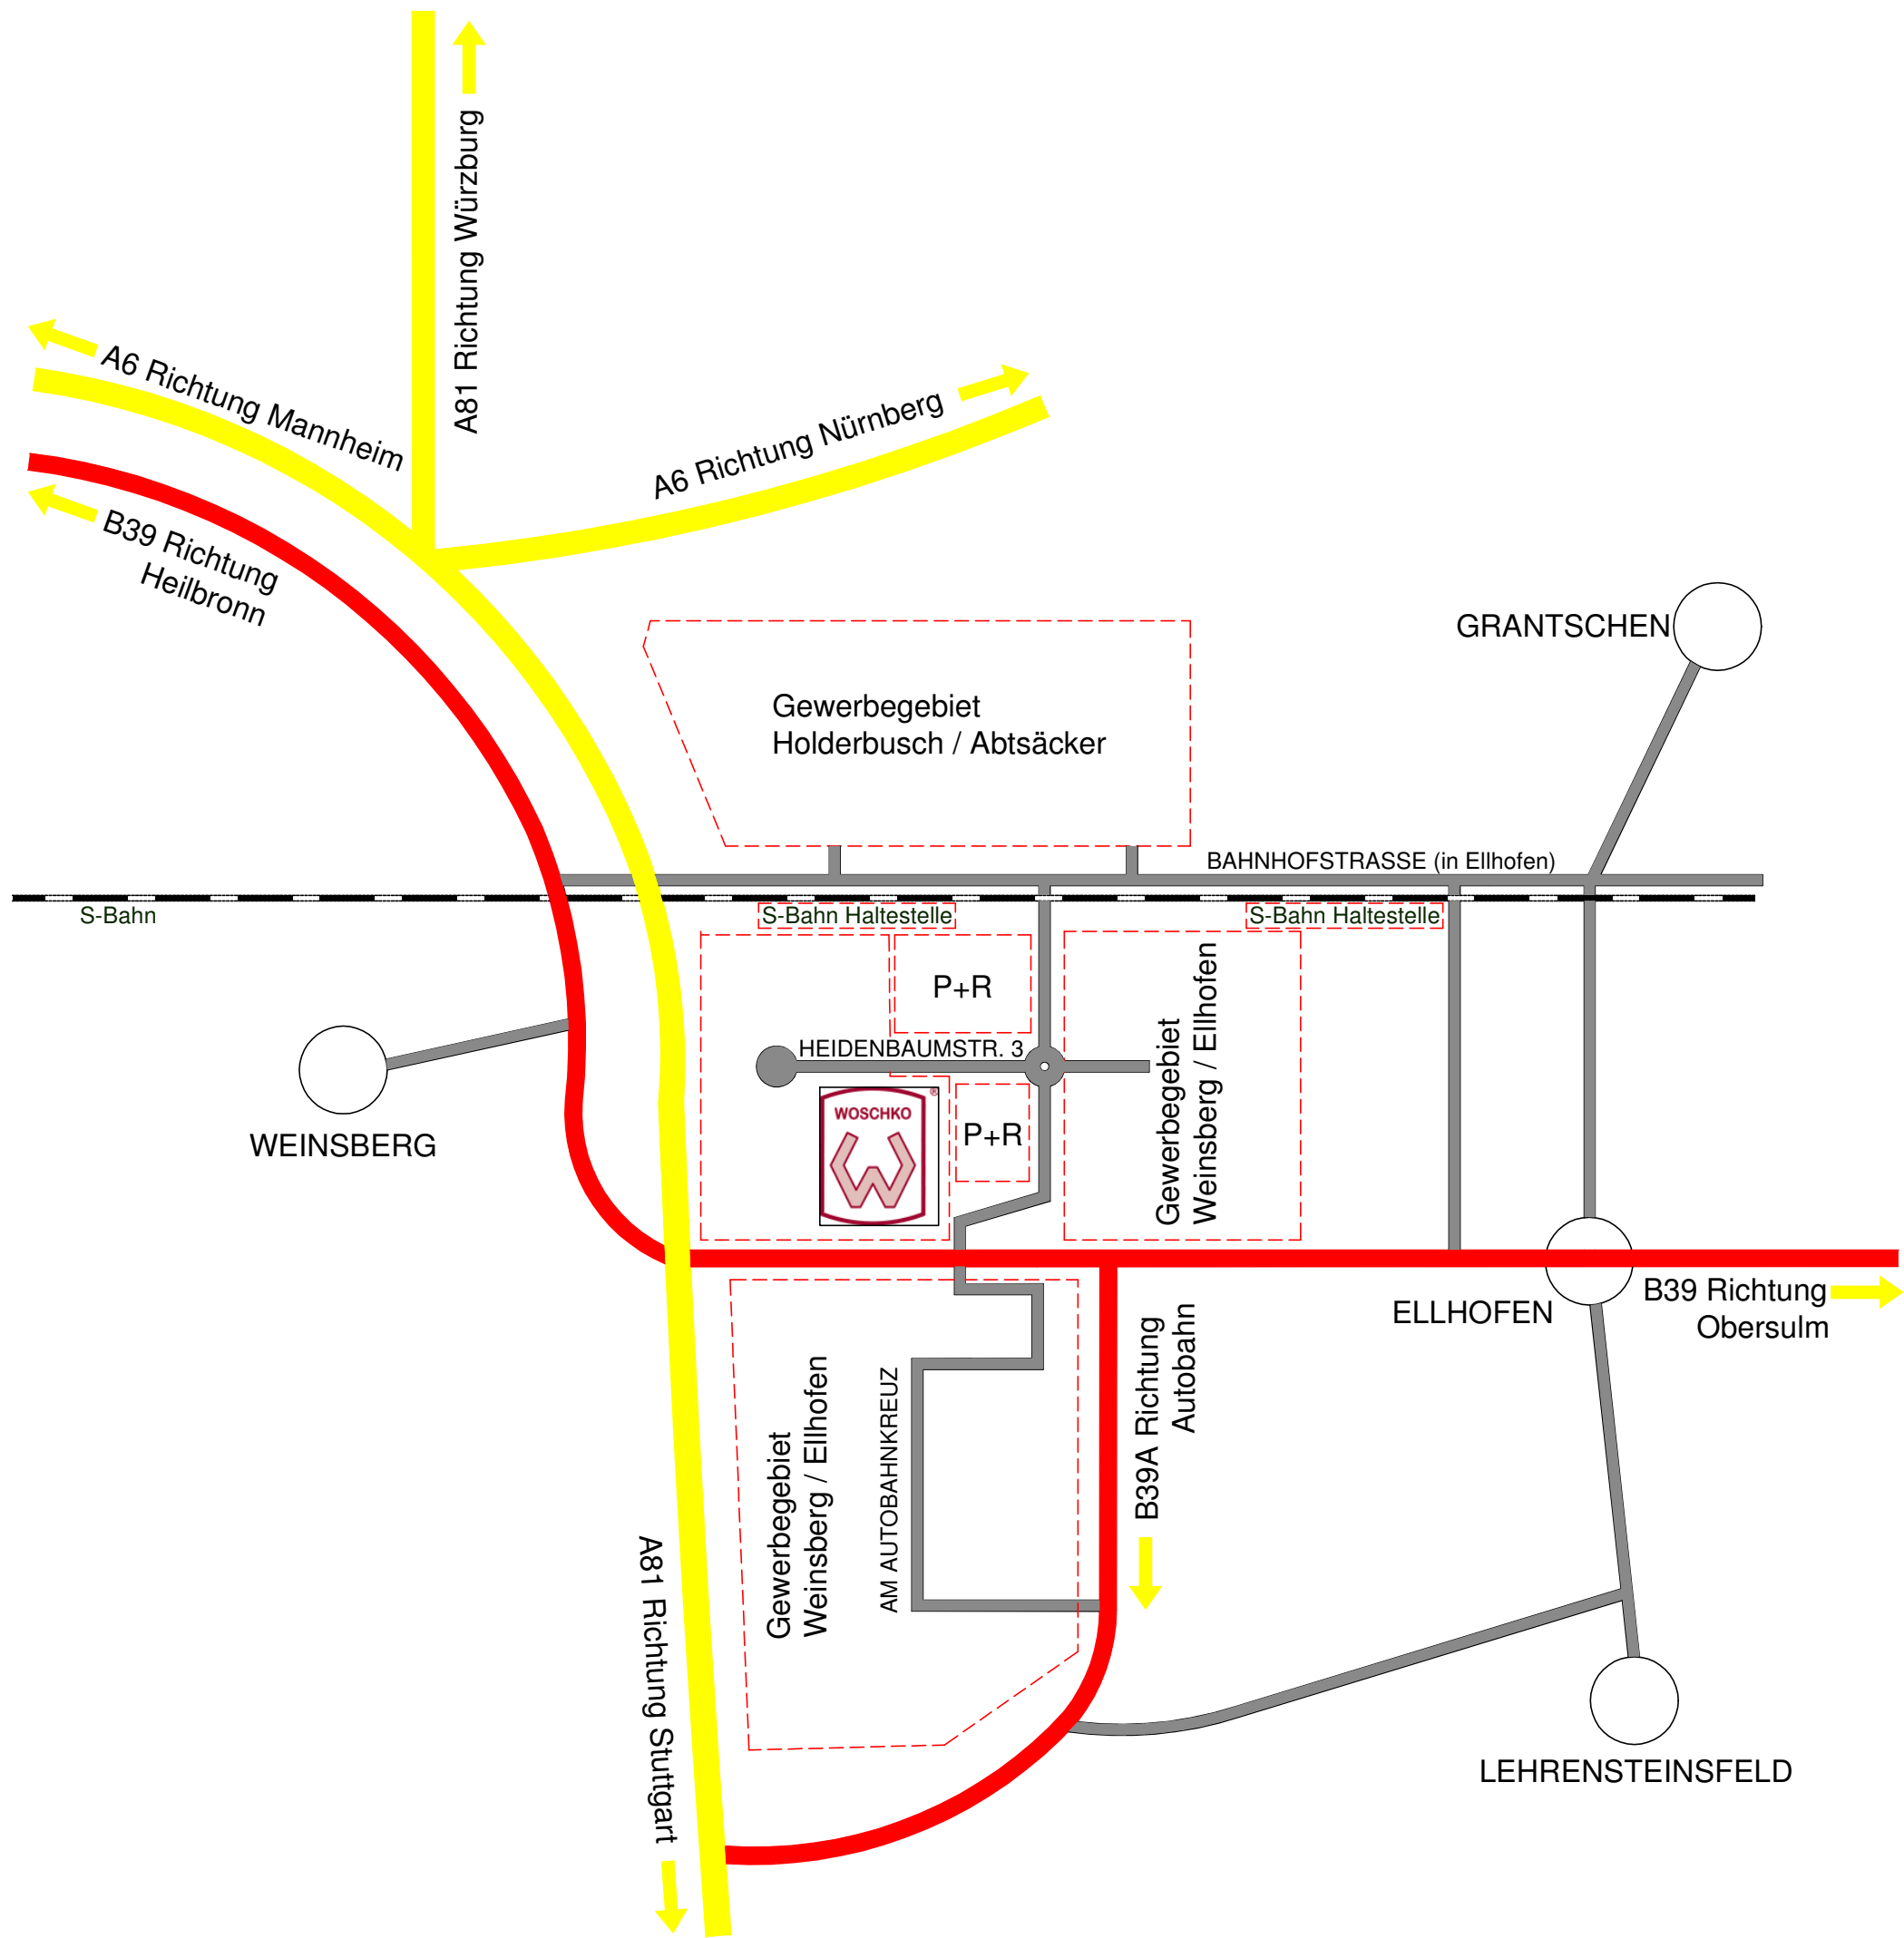 A81 Richtung Würzburg
A6 Richtung Mannheim
A6 Richtung Nürnberg
B39 Richtung
Heilbronn
GRANTSCHEN
Gewerbegebiet
Holderbusch / Abtsäcker
BAHNHOFSTRASSE (in Ellhofen)
S-Bahn
S-Bahn Haltestelle
S-Bahn Haltestelle
P+R
HEIDENBAUMSTR. 3
Gewerbegebiet
Weinsberg / Ellhofen
WEINSBERG
WOSCHKO
®
P+R
ELLHOFEN
B39 Richtung
Obersulm
B39A Richtung
Autobahn
Gewerbegebiet
Weinsberg / Ellhofen
AM AUTOBAHNKREUZ
A81 Richtung Stuttgart
LEHRENSTEINSFELD